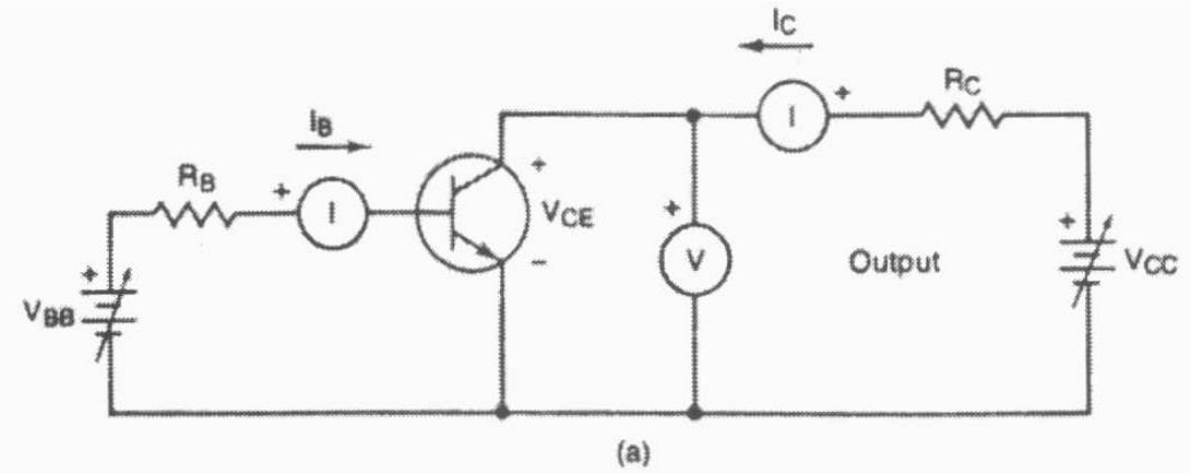 IC
+
RC
IB
RB
+
I
+
VCE
-
+
V
Output
+
VCC
+
VBB
I
(a)